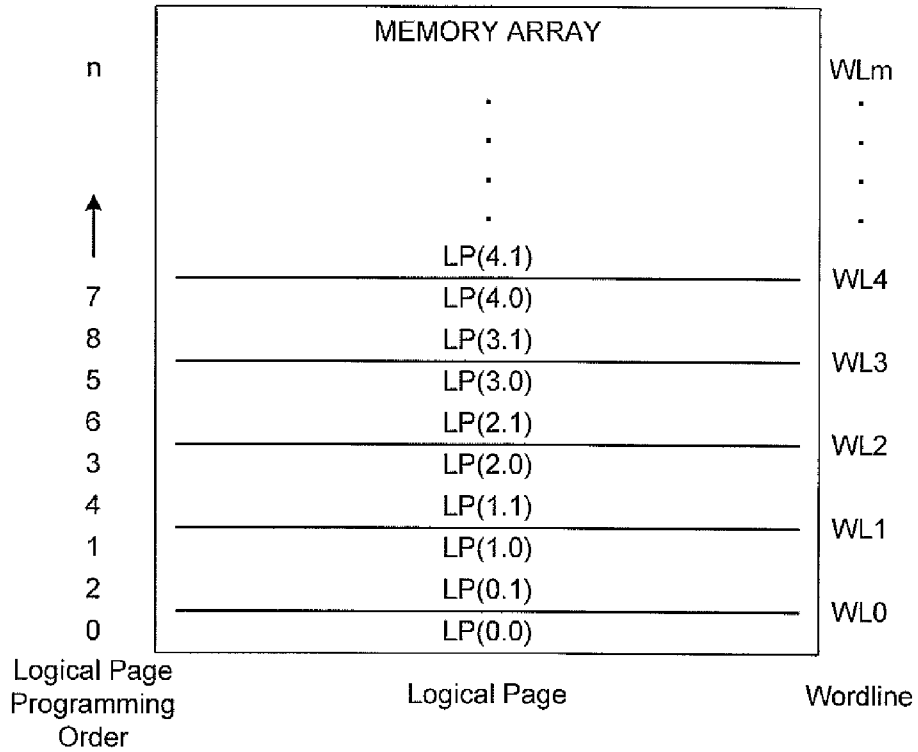 MEMORY ARRAY
n WLm
LP(4.1)
WL4
7 LP(4.0)
8 LP(3.1)
WL3
5 LP(3.0)
6 LP(2.1)
WL2
3 LP(2.0)
4 LP(1.1)
WL1
1 LP(1.0)
2 LP(0.1)
WL0
0 LP(0.0)
Logical Page
Programming
Order
Logical Page
Wordline